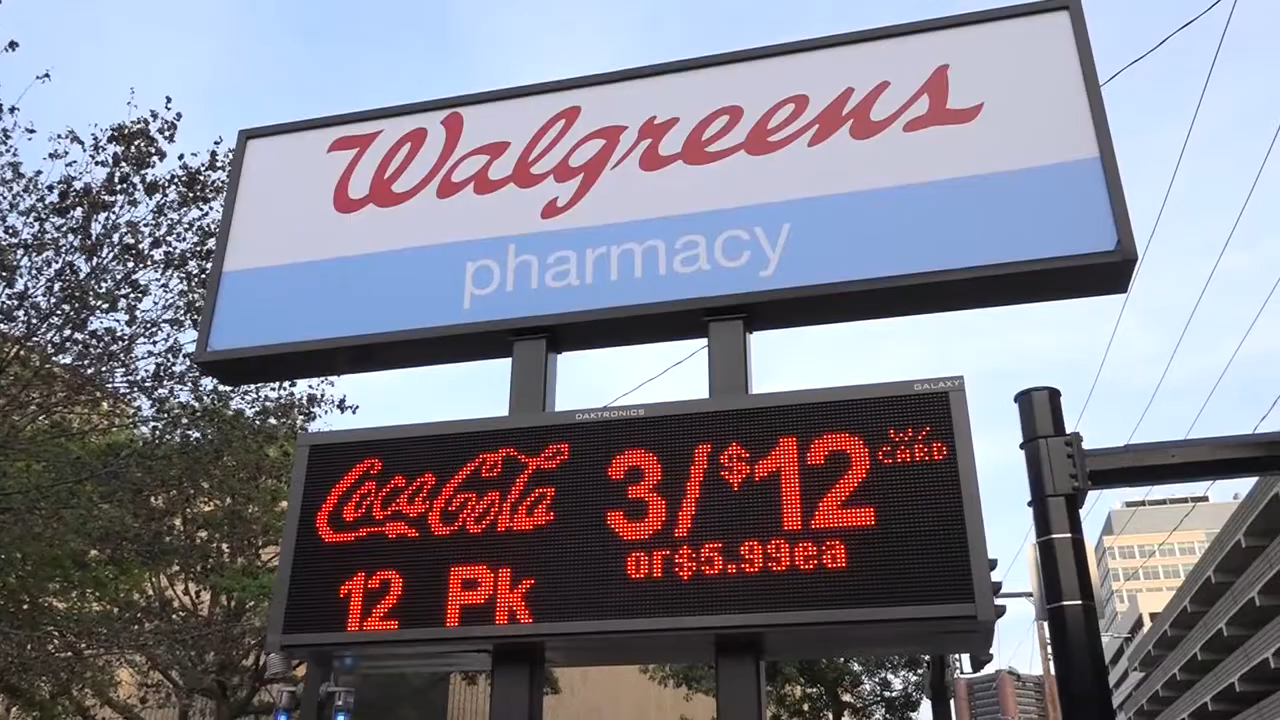 Walgreens
pharmacy
DAKTRONICS
GALAXY
Coca-Cola 3/$12 W/ CARD
or $5.99ea
12 Pk